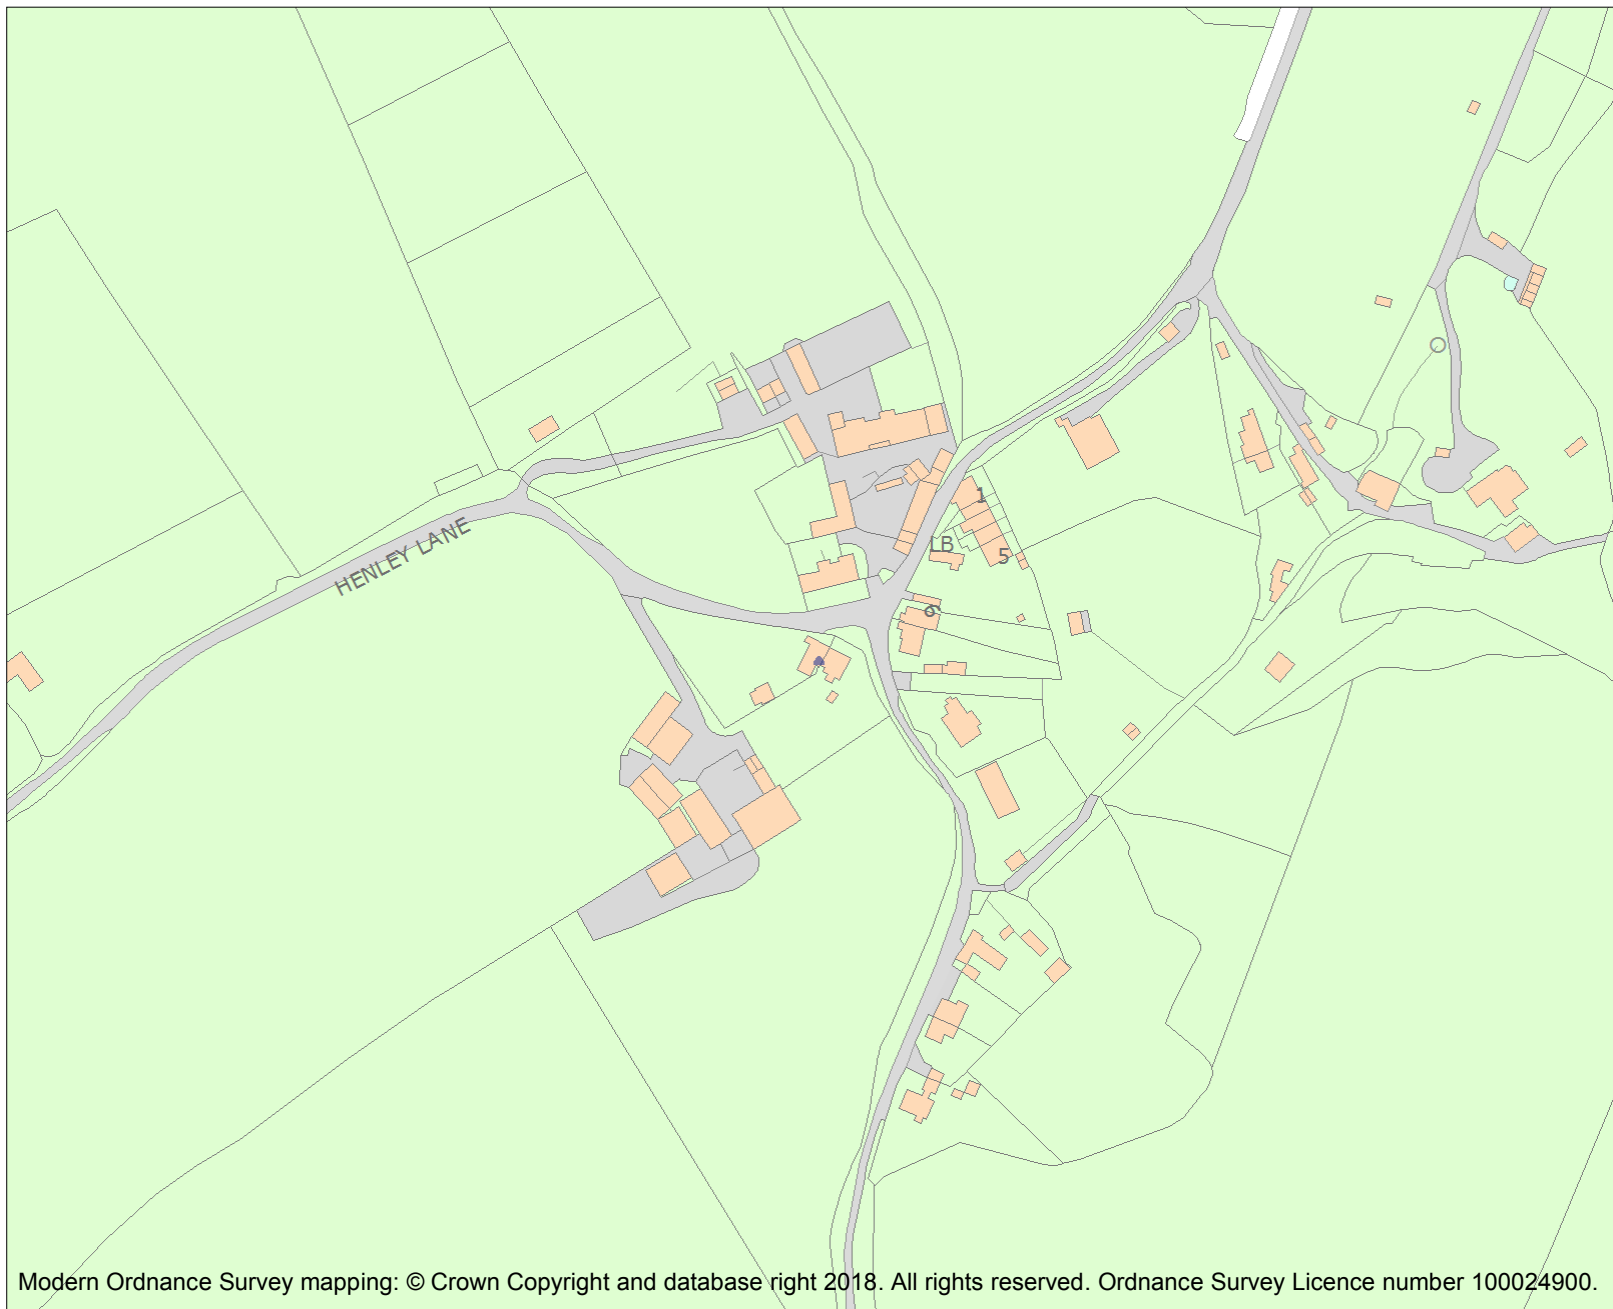 HENLEY LANE
1
LB
5
6
Modern Ordnance Survey mapping: © Crown Copyright and database right 2018. All rights reserved. Ordnance Survey Licence number 100024900.